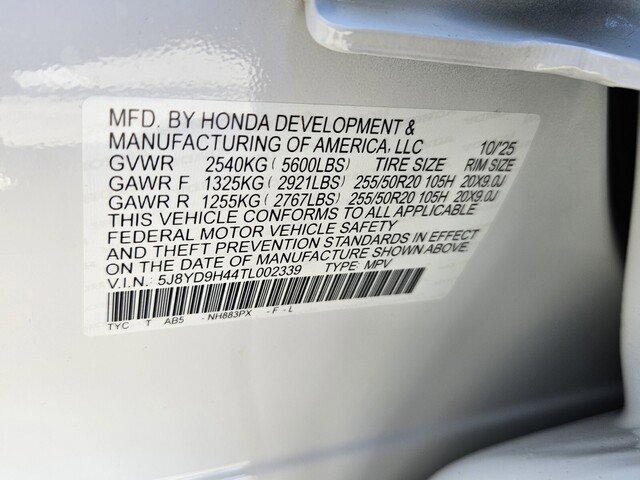 MFD. BY HONDA DEVELOPMENT &
MANUFACTURING OF AMERICA, LLC 10/'25
GVWR 2540KG ( 5600LBS) TIRE SIZE RIM SIZE
GAWR F 1325KG ( 2921LBS) 255/50R20 105H 20X9.0J
GAWR R 1255KG ( 2767LBS) 255/50R20 105H 20X9.0J
THIS VEHICLE CONFORMS TO ALL APPLICABLE
FEDERAL MOTOR VEHICLE SAFETY
AND THEFT PREVENTION STANDARDS IN EFFECT
ON THE DATE OF MANUFACTURE SHOWN ABOVE.
V.I.N.: 5J8YD9H44TL002339 TYPE: MPV
TYC T AB5 - NH883PX - F - L